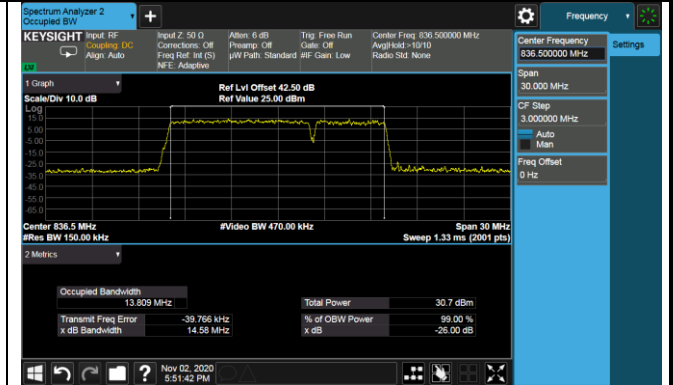 Spectrum Analyzer 2
Occupied BW
+
Frequency
KEYSIGHT
Input: RF
Coupling: DC
Align: Auto
Input Z: 50 Ω
Corrections: Off
Freq Ref: Int (S)
NFE: Adaptive
Atten: 6 dB
Preamp: Off
µW Path: Standard
Trig: Free Run
Gate: Off
#IF Gain: Low
Center Freq: 836.500000 MHz
Avg|Hold:>10/10
Radio Std: None
Center Frequency
836.500000 MHz
Settings
Span
30.000 MHz
CF Step
3.000000 MHz
Auto
Man
Freq Offset
0 Hz
1 Graph
Scale/Div 10.0 dB
Ref Lvl Offset 42.50 dB
Ref Value 25.00 dBm
Log
15.0
5.00
-5.00
-15.0
-25.0
-35.0
-45.0
-55.0
-65.0
Center 836.5 MHz
#Video BW 470.00 kHz
Span 30 MHz
#Res BW 150.00 kHz
Sweep 1.33 ms (2001 pts)
2 Metrics
Occupied Bandwidth
13.809 MHz
Total Power
30.7 dBm
Transmit Freq Error
-39.766 kHz
% of OBW Power
99.00 %
x dB Bandwidth
14.58 MHz
x dB
-26.00 dB
?
Nov 02, 2020
5:51:42 PM